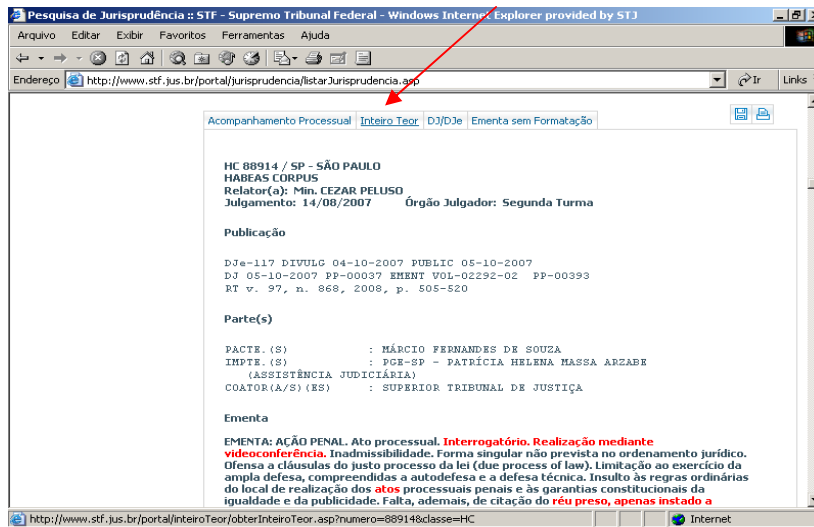 Pesquisa de Jurisprudência :: STF - Supremo Tribunal Federal - Windows Internet Explorer provided by STJ
Arquivo Editar Exibir Favoritos Ferramentas Ajuda
Endereço http://www.stf.jus.br/portal/jurisprudencia/listarJurisprudencia.asp Ir Links
Acompanhamento Processual Inteiro Teor DJ/DJe Ementa sem Formatação
HC 88914 / SP - SÃO PAULO
HABEAS CORPUS
Relator(a): Min. CEZAR PELUSO
Julgamento: 14/08/2007 Órgão Julgador: Segunda Turma
Publicação
DJe-117 DIVULG 04-10-2007 PUBLIC 05-10-2007
DJ 05-10-2007 PP-00037 EMENT VOL-02292-02 PP-00393
RT v. 97, n. 868, 2008, p. 505-520
Parte(s)
PACTE.(S) : MÁRCIO FERNANDES DE SOUZA
IMPTE.(S) : PGE-SP - PATRÍCIA HELENA MASSA ARZABE
(ASSISTÊNCIA JUDICIÁRIA)
COATOR(A/S)(ES) : SUPERIOR TRIBUNAL DE JUSTIÇA
Ementa
EMENTA: AÇÃO PENAL. Ato processual. Interrogatório. Realização mediante
videoconferência. Inadmissibilidade. Forma singular não prevista no ordenamento jurídico.
Ofensa a cláusulas do justo processo da lei (due process of law). Limitação ao exercício da
ampla defesa, compreendidas a autodefesa e a defesa técnica. Insulto às regras ordinárias
do local de realização dos atos processuais penais e às garantias constitucionais da
igualdade e da publicidade. Falta, ademais, de citação do réu preso, apenas instado a
http://www.stf.jus.br/portal/inteiroTeor/obterInteiroTeor.asp?numero=88914&classe=HC Internet